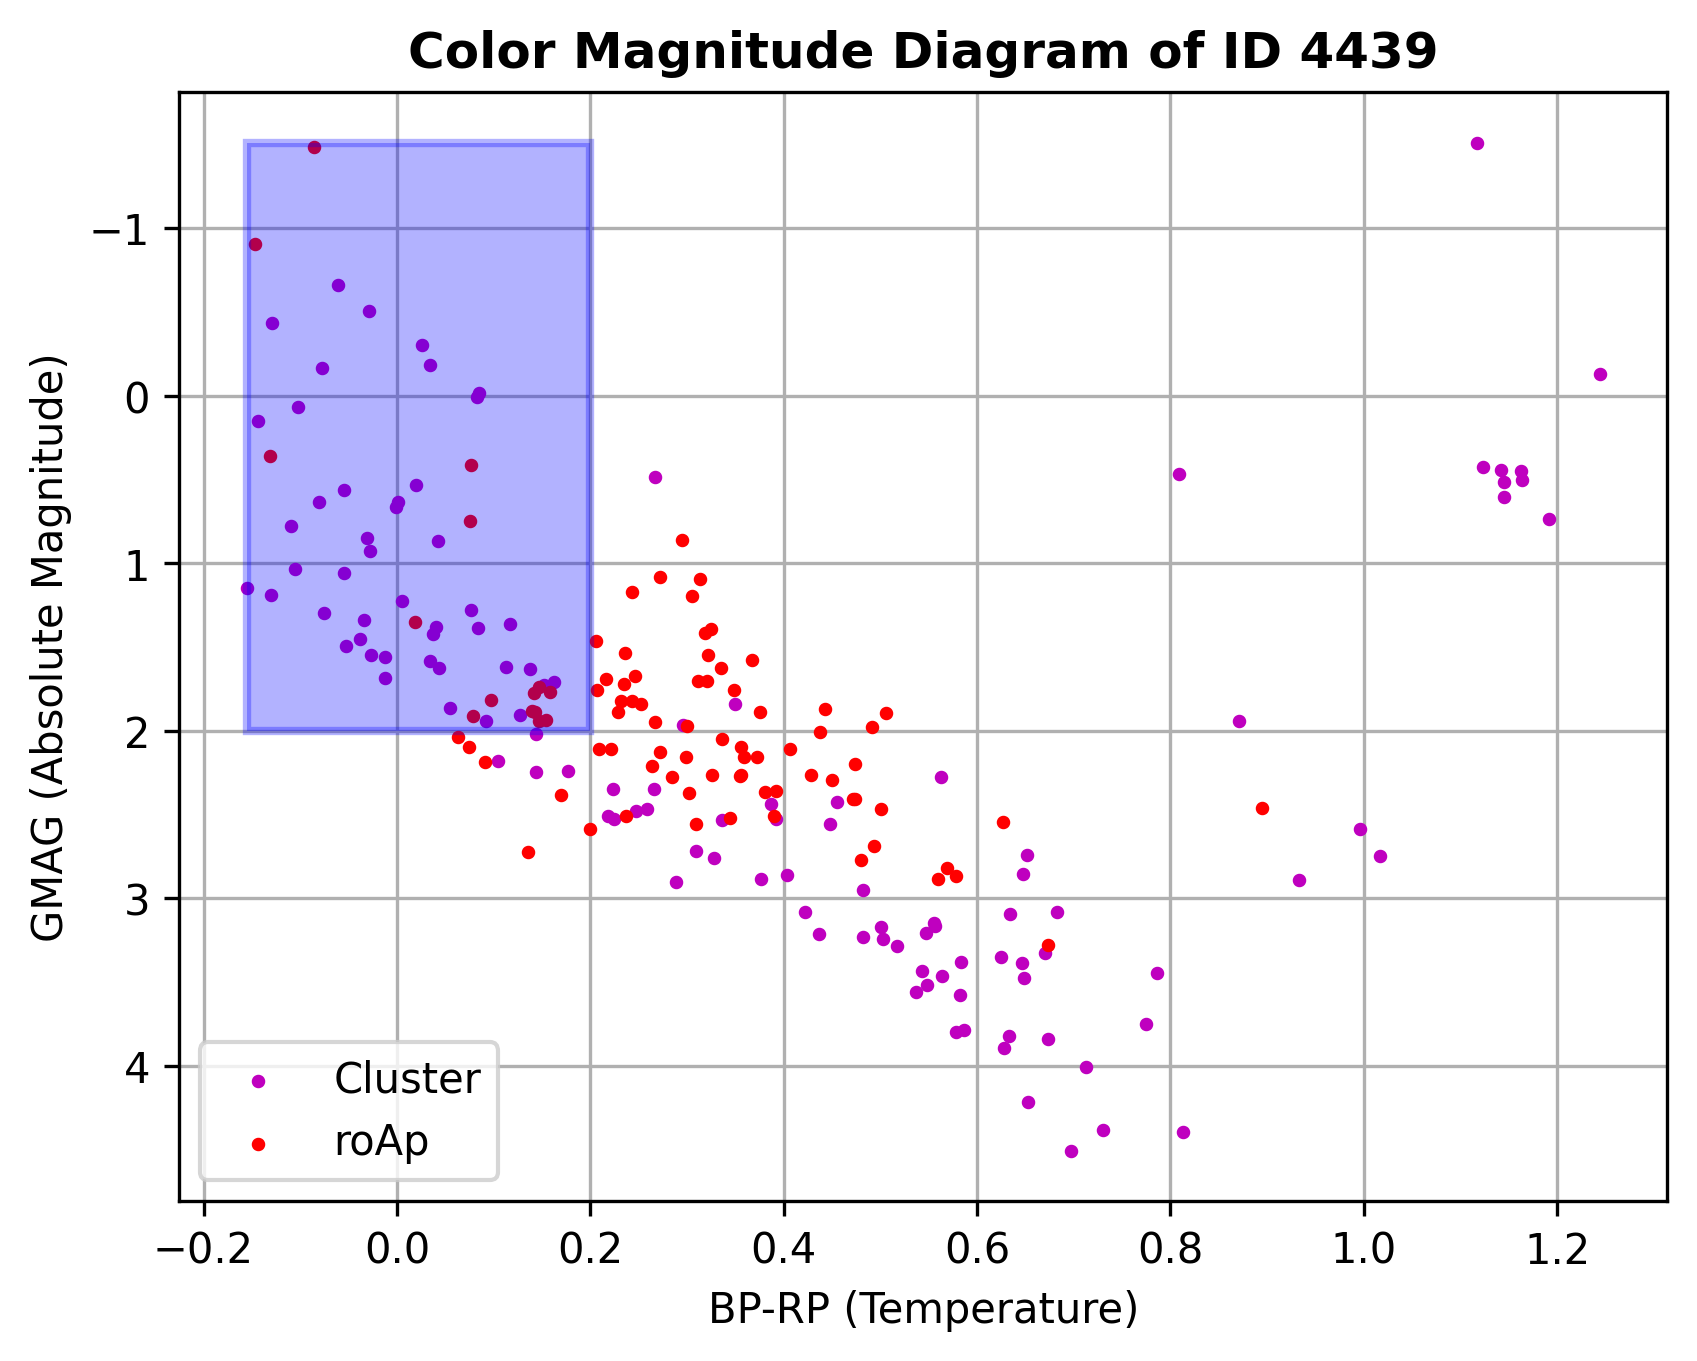 Color Magnitude Diagram of ID 4439
GMAG (Absolute Magnitude)
−1
0
1
2
3
4
Cluster
roAp
−0.2 0.0 0.2 0.4 0.6 0.8 1.0 1.2
BP-RP (Temperature)